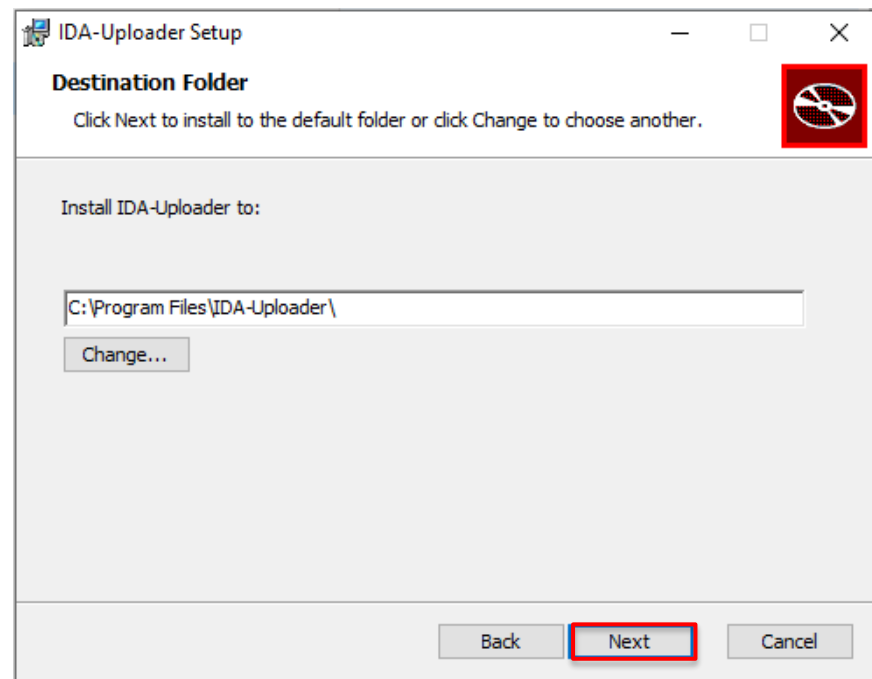 IDA-Uploader Setup
Destination Folder
Click Next to install to the default folder or click Change to choose another.
Install IDA-Uploader to:
C:\Program Files\IDA-Uploader\
Change...
Back Next Cancel